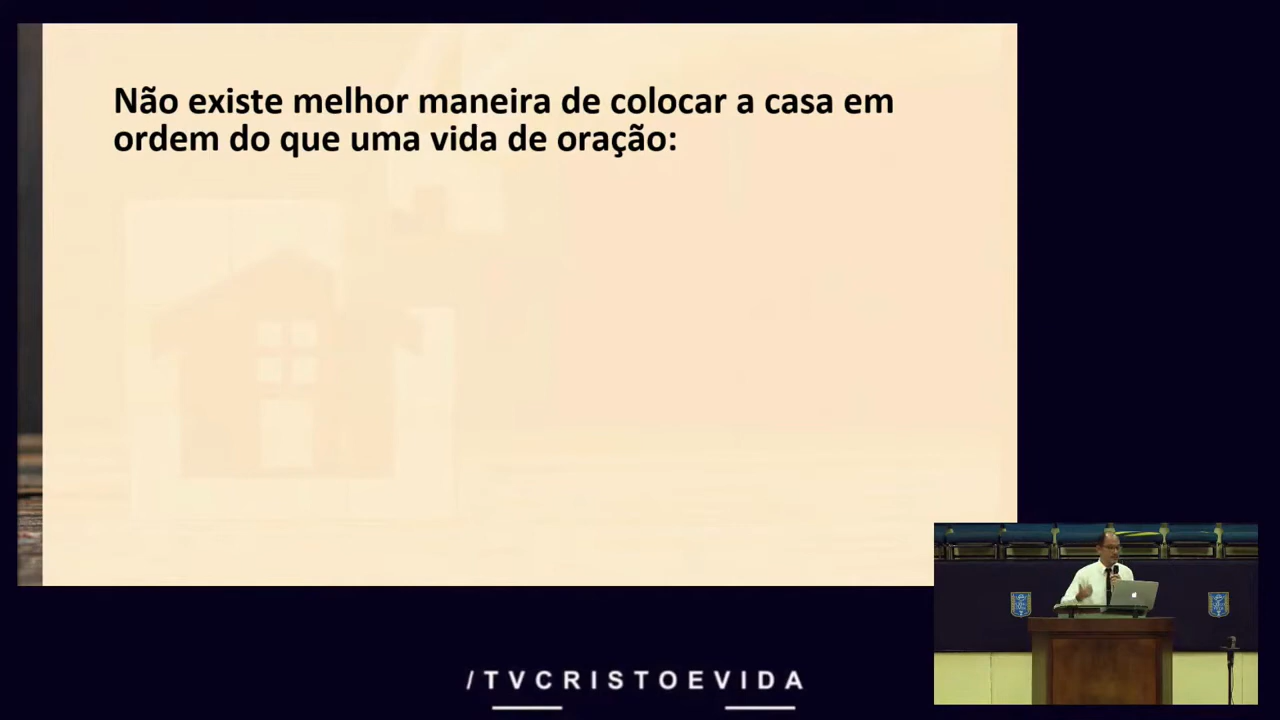 Não existe melhor maneira de colocar a casa em
ordem do que uma vida de oração:
/TVCRISTOEVIDA